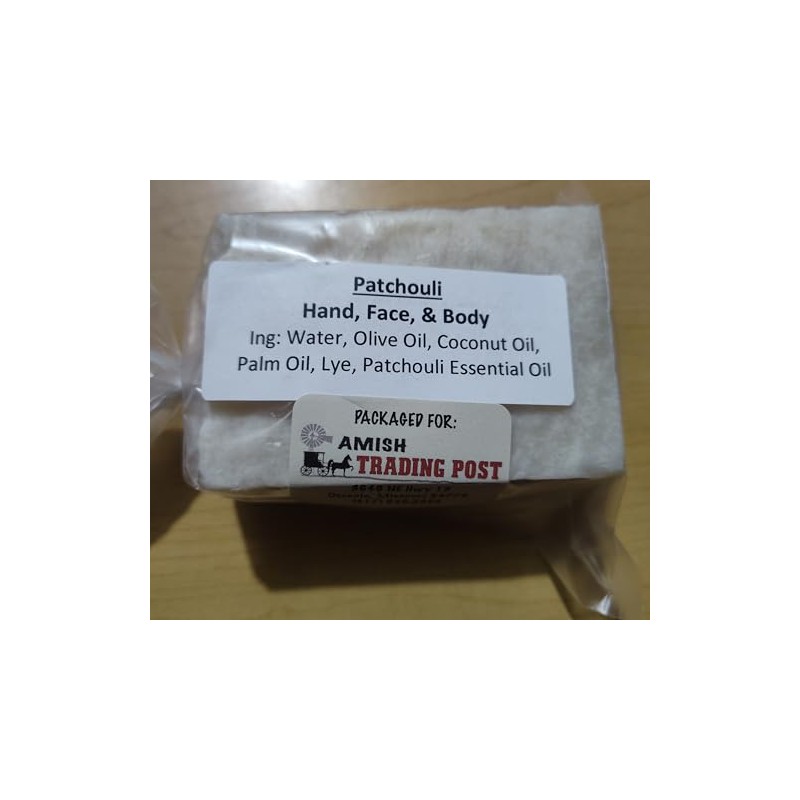 Patchouli
Hand, Face, & Body
Ing: Water, Olive Oil, Coconut Oil,
Palm Oil, Lye, Patchouli Essential Oil
PACKAGED FOR:
AMISH
TRADING POST
Missouri